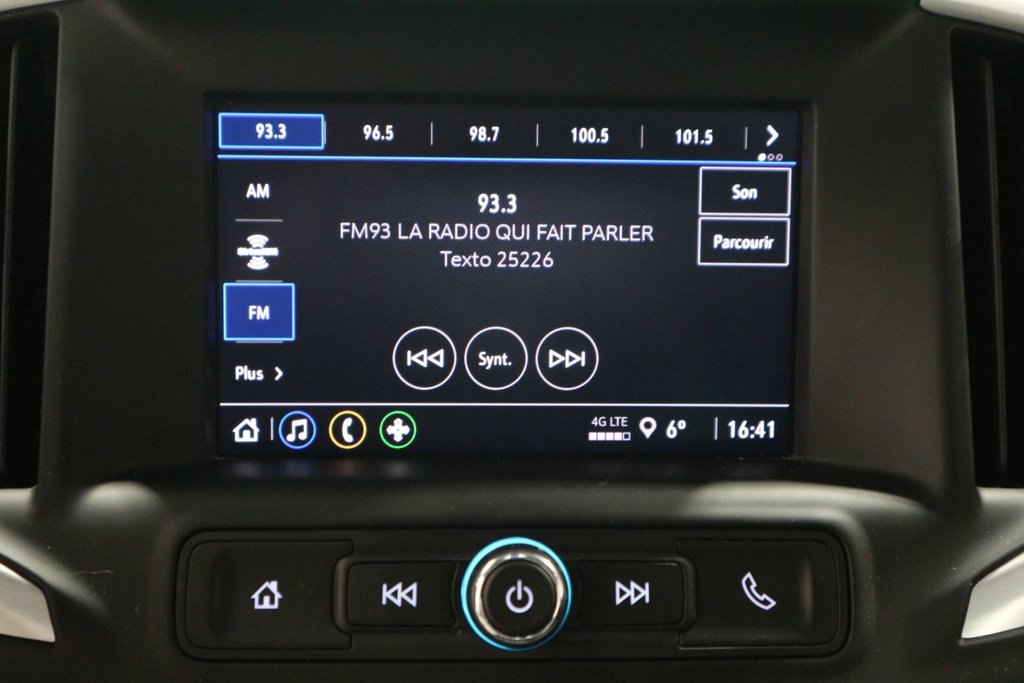 93.3 96.5 98.7 100.5 101.5
AM
93.3
Son
FM93 LA RADIO QUI FAIT PARLER
Parcourir
Texto 25226
FM
Synt.
Plus
4G LTE
6°
16:41